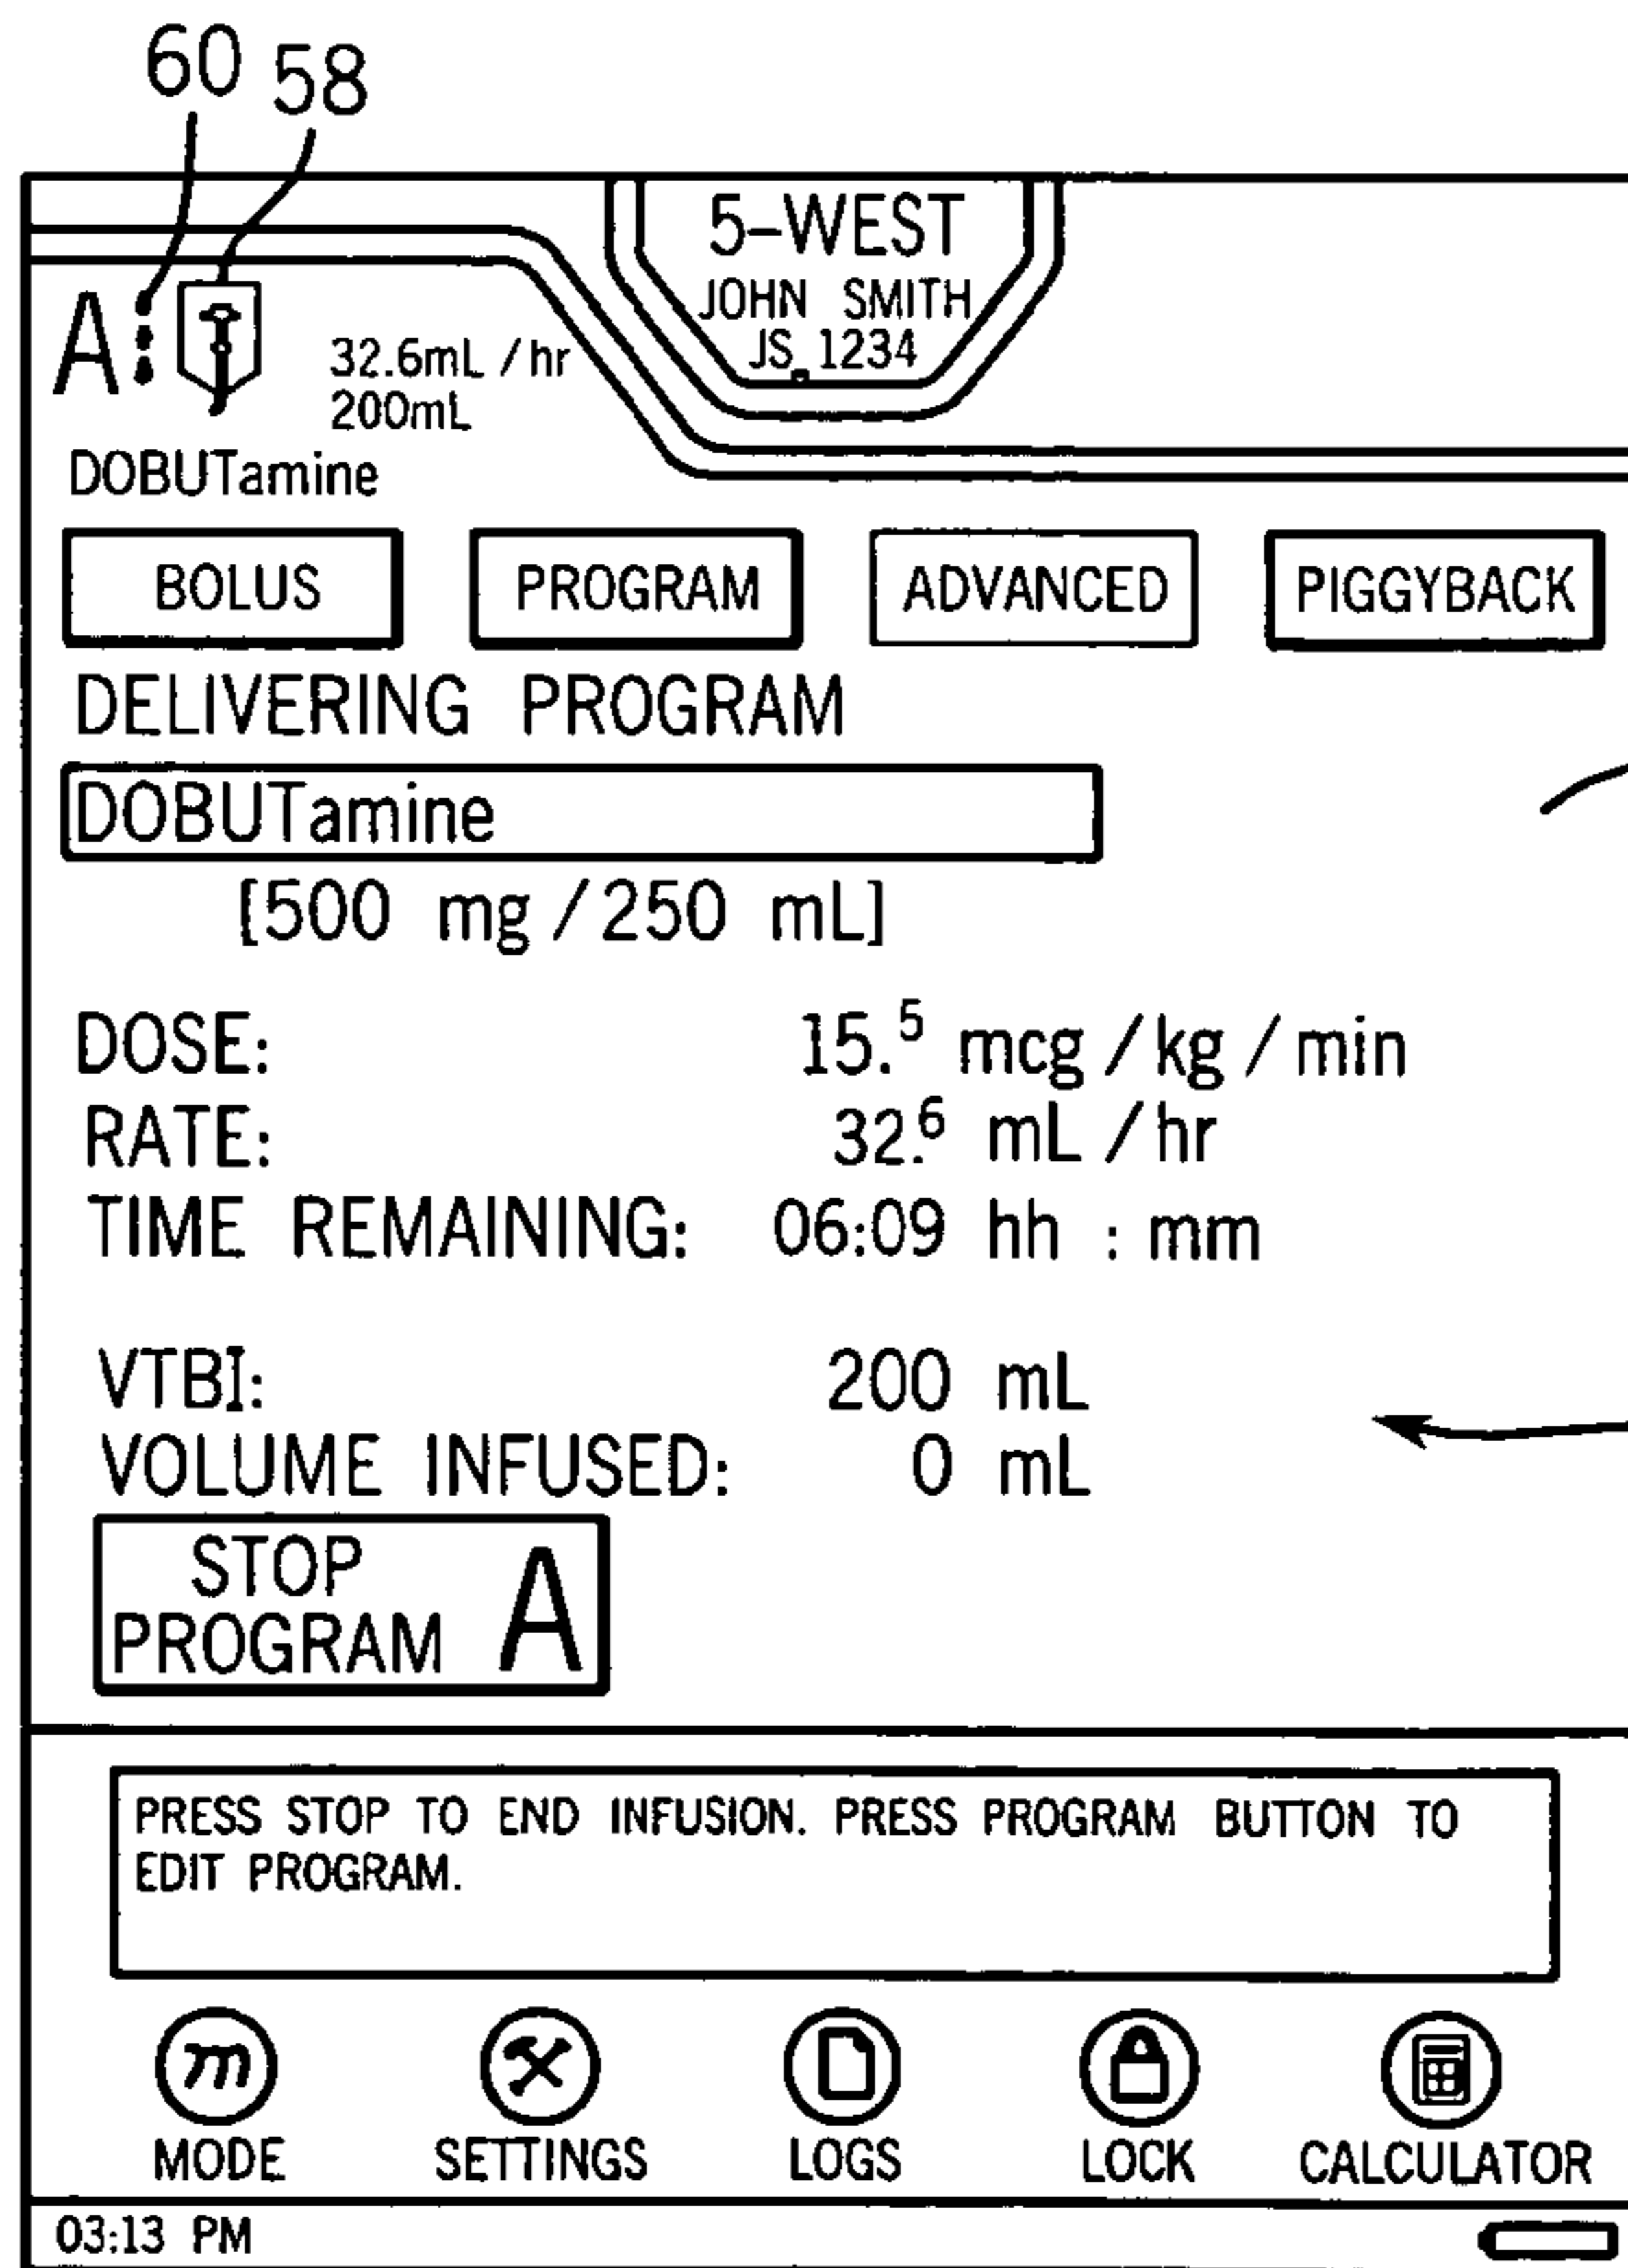 60 58
5-WEST
JOHN SMITH
JS 1234
A
32.6mL/hr
200mL
DOBUTamine
BOLUS PROGRAM ADVANCED PIGGYBACK
DELIVERING PROGRAM
DOBUTamine
[500 mg/250 mL]
DOSE: 15.5 mcg/kg/min
RATE: 32.6 mL/hr
TIME REMAINING: 06:09 hh : mm
VTBI: 200 mL
VOLUME INFUSED: 0 mL
STOP
PROGRAM A
PRESS STOP TO END INFUSION. PRESS PROGRAM BUTTON TO
EDIT PROGRAM.
m
MODE SETTINGS LOGS LOCK CALCULATOR
03:13 PM